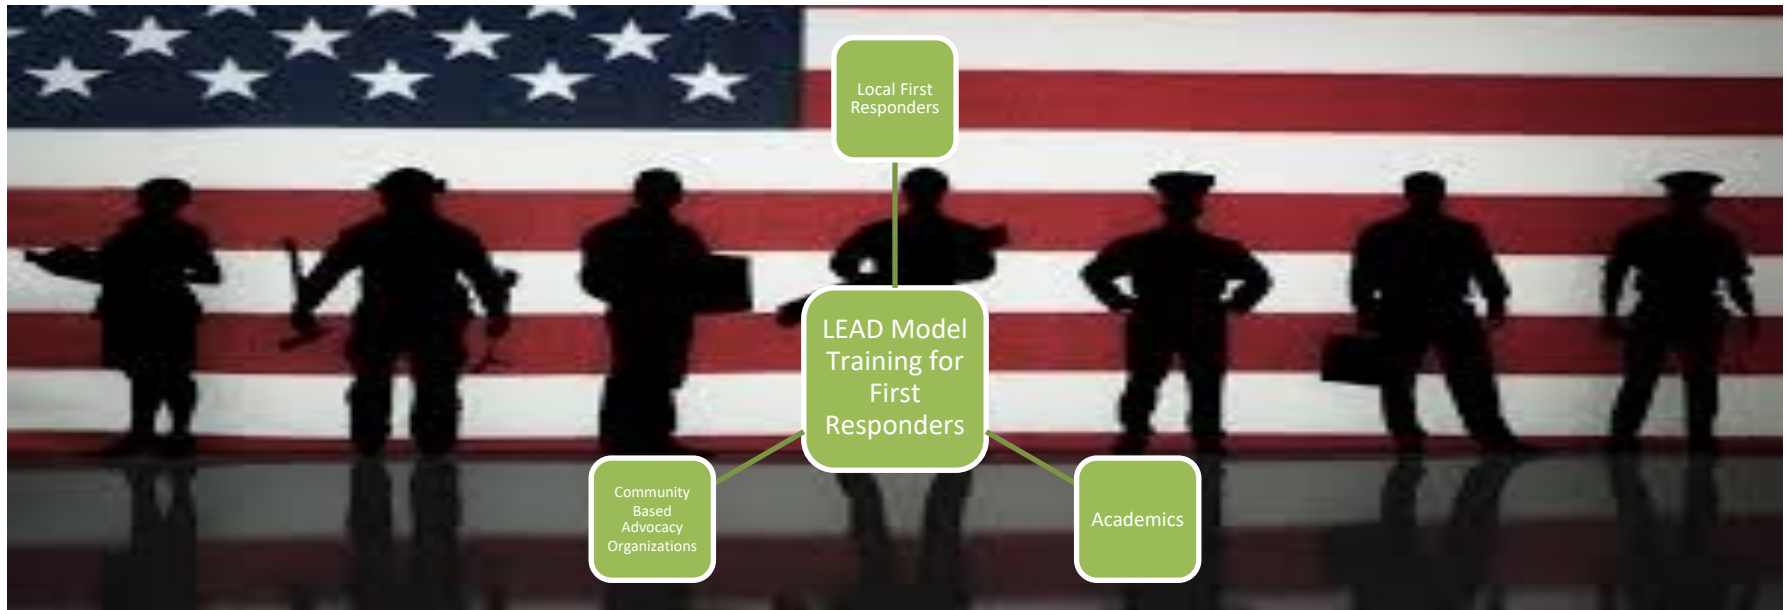 Local First
Responders
LEAD Model
Training for
First
Responders
Community
Based
Advocacy
Organizations
Academics